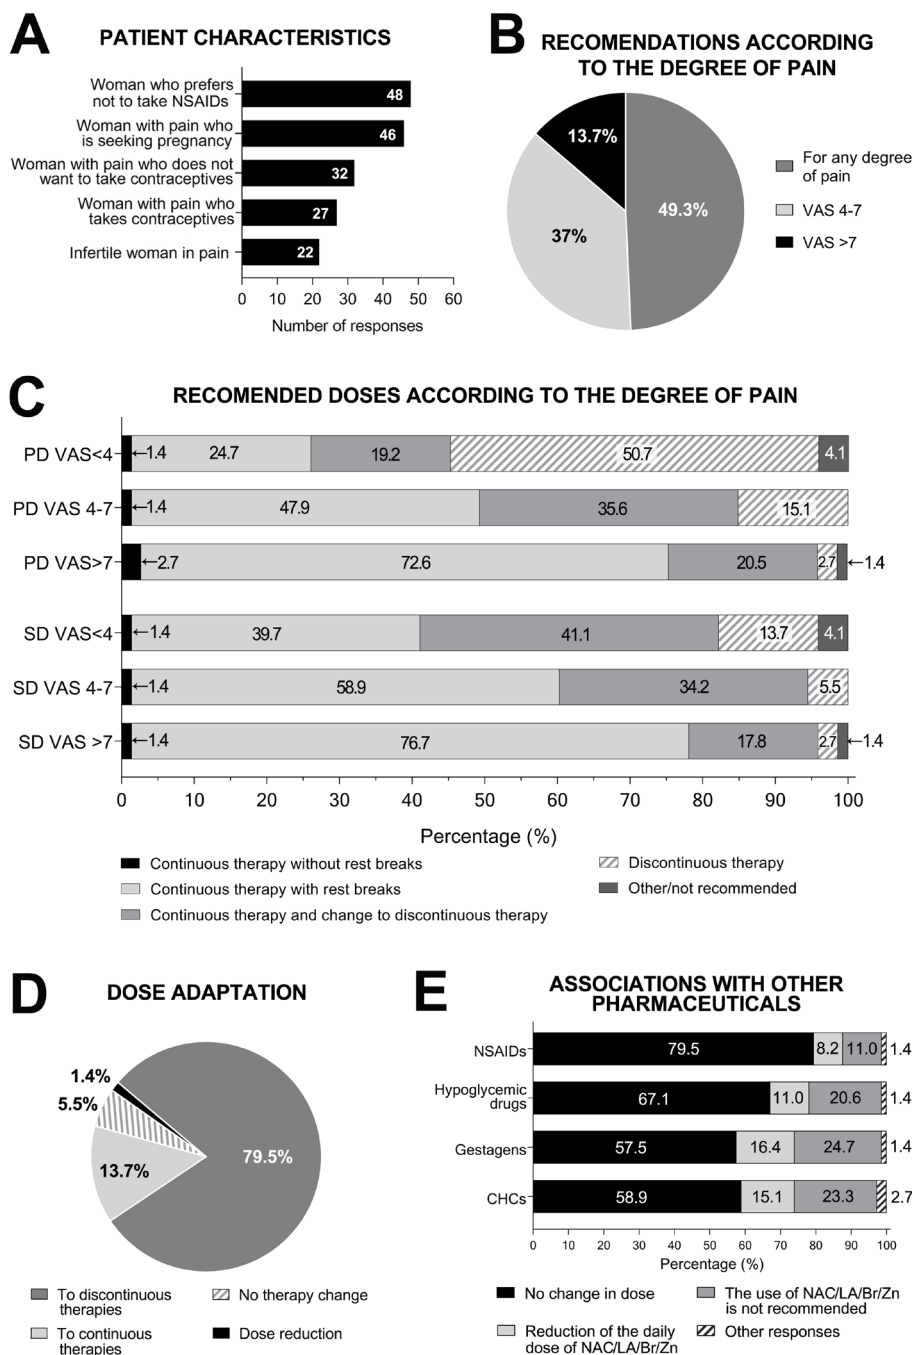 A
PATIENT CHARACTERISTICS
Woman who prefers
not to take NSAIDs
48
Woman with pain who
is seeking pregnancy
46
Woman with pain who does not
want to take contraceptives
32
Woman with pain who
takes contraceptives
27
Infertile woman in pain
22
0 10 20 30 40 50 60
Number of responses
B
RECOMENDATIONS ACCORDING
TO THE DEGREE OF PAIN
13.7%
49.3%
37%
For any degree
of pain
VAS 4-7
VAS >7
C
RECOMENDED DOSES ACCORDING TO THE DEGREE OF PAIN
PD VAS<4 ←1.4 24.7 19.2 50.7 4.1
PD VAS 4-7 ←1.4 47.9 35.6 15.1
PD VAS>7 ←2.7 72.6 20.5 2.7 ←1.4
SD VAS<4 ←1.4 39.7 41.1 13.7 4.1
SD VAS 4-7 ←1.4 58.9 34.2 5.5
SD VAS >7 ←1.4 76.7 17.8 2.7 ←1.4
0 10 20 30 40 50 60 70 80 90 100
Percentage (%)
Continuous therapy without rest breaks
Continuous therapy with rest breaks
Continuous therapy and change to discontinuous therapy
Discontinuous therapy
Other/not recommended
D
DOSE ADAPTATION
1.4%
5.5%
13.7%
79.5%
To discontinuous
therapies
To continuous
therapies
No therapy change
Dose reduction
E
ASSOCIATIONS WITH OTHER
PHARMACEUTICALS
NSAIDs 79.5 8.2 11.0 1.4
Hypoglycemic
drugs
67.1 11.0 20.6 1.4
Gestagens 57.5 16.4 24.7 1.4
CHCs 58.9 15.1 23.3 2.7
0 10 20 30 40 50 60 70 80 90 100
Percentage (%)
No change in dose
Reduction of the daily
dose of NAC/LA/Br/Zn
The use of NAC/LA/Br/Zn
is not recommended
Other responses